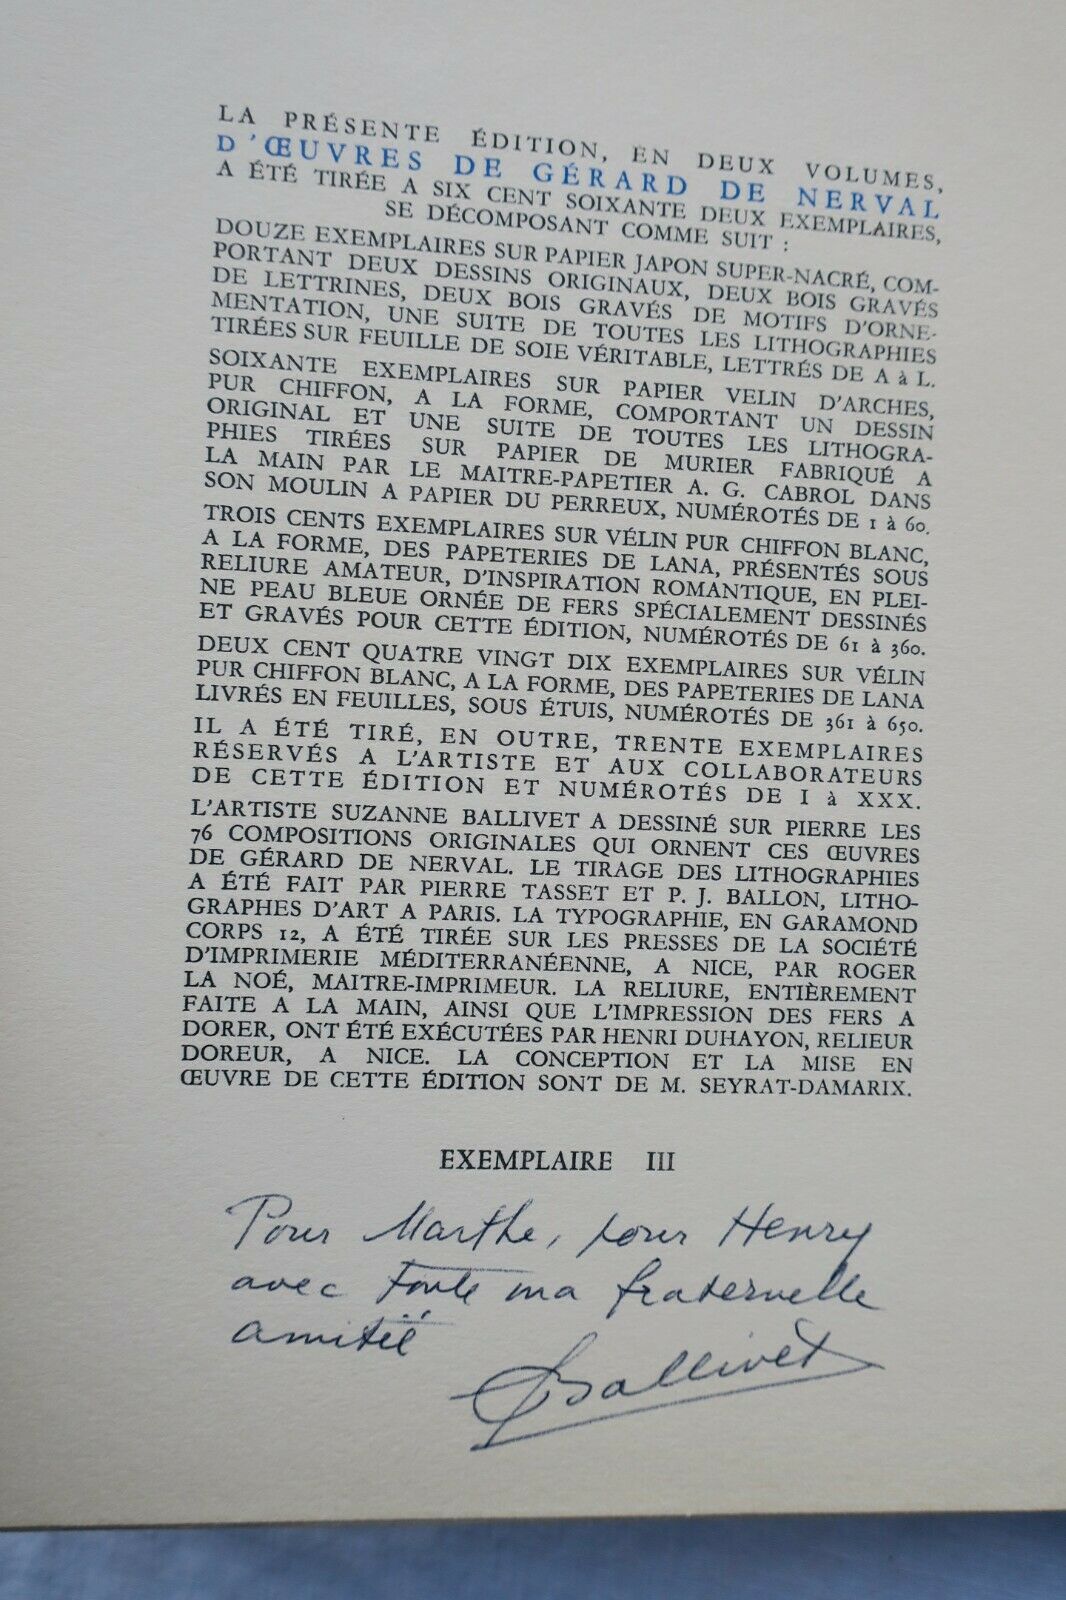 LA PRÉSENTE ÉDITION, EN DEUX VOLUMES,
D'ŒUVRES DE GÉRARD DE NERVAL
A ÉTÉ TIRÉE A SIX CENT SOIXANTE DEUX EXEMPLAIRES,
SE DÉCOMPOSANT COMME SUIT :
DOUZE EXEMPLAIRES SUR PAPIER JAPON SUPER-NACRÉ, COM-
PORTANT DEUX DESSINS ORIGINAUX, DEUX BOIS GRAVÉS
DE LETTRINES, DEUX BOIS GRAVÉS DE MOTIFS D'ORNE-
MENTATION, UNE SUITE DE TOUTES LES LITHOGRAPHIES
TIRÉES SUR FEUILLE DE SOIE VÉRITABLE, LETTRÉS DE A à L.
SOIXANTE EXEMPLAIRES SUR PAPIER VELIN D'ARCHES,
PUR CHIFFON, A LA FORME, COMPORTANT UN DESSIN
ORIGINAL ET UNE SUITE DE TOUTES LES LITHOGRA-
PHIES TIRÉES SUR PAPIER DE MURIER FABRIQUÉ A
LA MAIN PAR LE MAITRE-PAPETIER A. G. CABROL DANS
SON MOULIN A PAPIER DU PERREUX, NUMÉROTÉS DE 1 à 60.
TROIS CENTS EXEMPLAIRES SUR VÉLIN PUR CHIFFON BLANC,
A LA FORME, DES PAPETERIES DE LANA, PRÉSENTÉS SOUS
RELIURE AMATEUR, D'INSPIRATION ROMANTIQUE, EN PLEI-
NE PEAU BLEUE ORNÉE DE FERS SPÉCIALEMENT DESSINÉS
ET GRAVÉS POUR CETTE ÉDITION, NUMÉROTÉS DE 61 à 360.
DEUX CENT QUATRE VINGT DIX EXEMPLAIRES SUR VÉLIN
PUR CHIFFON BLANC, A LA FORME, DES PAPETERIES DE LANA
LIVRÉS EN FEUILLES, SOUS ÉTUIS, NUMÉROTÉS DE 361 à 650.
IL A ÉTÉ TIRÉ, EN OUTRE, TRENTE EXEMPLAIRES
RÉSERVÉS A L'ARTISTE ET AUX COLLABORATEURS
DE CETTE ÉDITION ET NUMÉROTÉS DE I à XXX.
L'ARTISTE SUZANNE BALLIVET A DESSINÉ SUR PIERRE LES
76 COMPOSITIONS ORIGINALES QUI ORNENT CES ŒUVRES
DE GÉRARD DE NERVAL. LE TIRAGE DES LITHOGRAPHIES
A ÉTÉ FAIT PAR PIERRE TASSET ET P. J. BALLON, LITHO-
GRAPHES D'ART A PARIS. LA TYPOGRAPHIE, EN GARAMOND
CORPS 12, A ÉTÉ TIRÉE SUR LES PRESSES DE LA SOCIÉTÉ
D'IMPRIMERIE MÉDITERRANÉENNE, A NICE, PAR ROGER
LA NOÉ, MAITRE-IMPRIMEUR. LA RELIURE, ENTIÈREMENT
FAITE A LA MAIN, AINSI QUE L'IMPRESSION DES FERS A
DORER, ONT ÉTÉ EXÉCUTÉES PAR HENRI DUHAYON, RELIEUR
DOREUR, A NICE. LA CONCEPTION ET LA MISE EN
ŒUVRE DE CETTE ÉDITION SONT DE M. SEYRAT-DAMARIX.
EXEMPLAIRE III
Pour Marthe, pour Henry
avec toute ma fraternelle
amitié
Ballivet